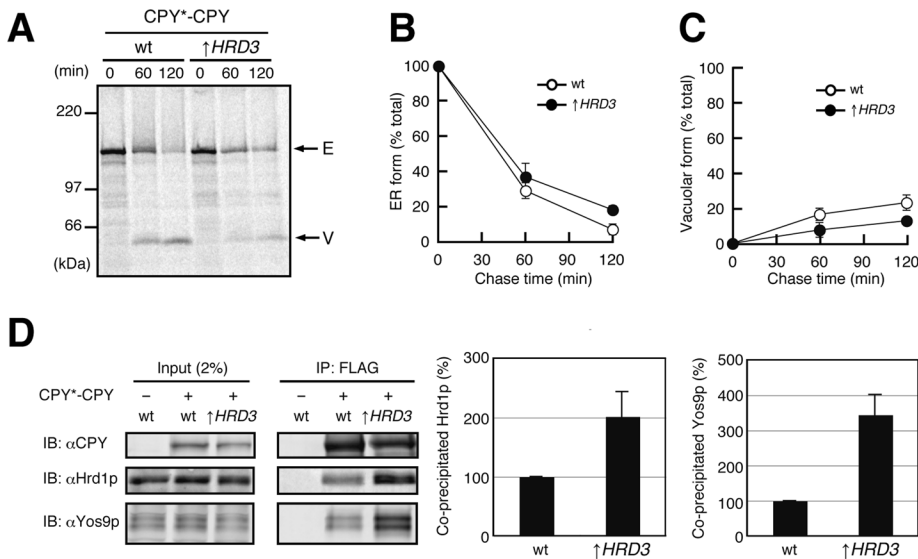 A
CPY*-CPY
wt ↑HRD3
(min) 0 60 120 0 60 120
220
E
97
66
V
(kDa)
B
ER form (% total)
100
80
60
40
20
0
wt
↑HRD3
0 30 60 90 120
Chase time (min)
C
Vacuolar form (% total)
100
80
60
40
20
0
wt
↑HRD3
0 30 60 90 120
Chase time (min)
D
Input (2%) IP: FLAG
CPY*-CPY − + + − + +
wt wt ↑HRD3 wt wt ↑HRD3
IB: αCPY
IB: αHrd1p
IB: αYos9p
Co-precipitated Hrd1p (%)
300
200
100
0
wt ↑HRD3
Co-precipitated Yos9p (%)
500
400
300
200
100
0
wt ↑HRD3